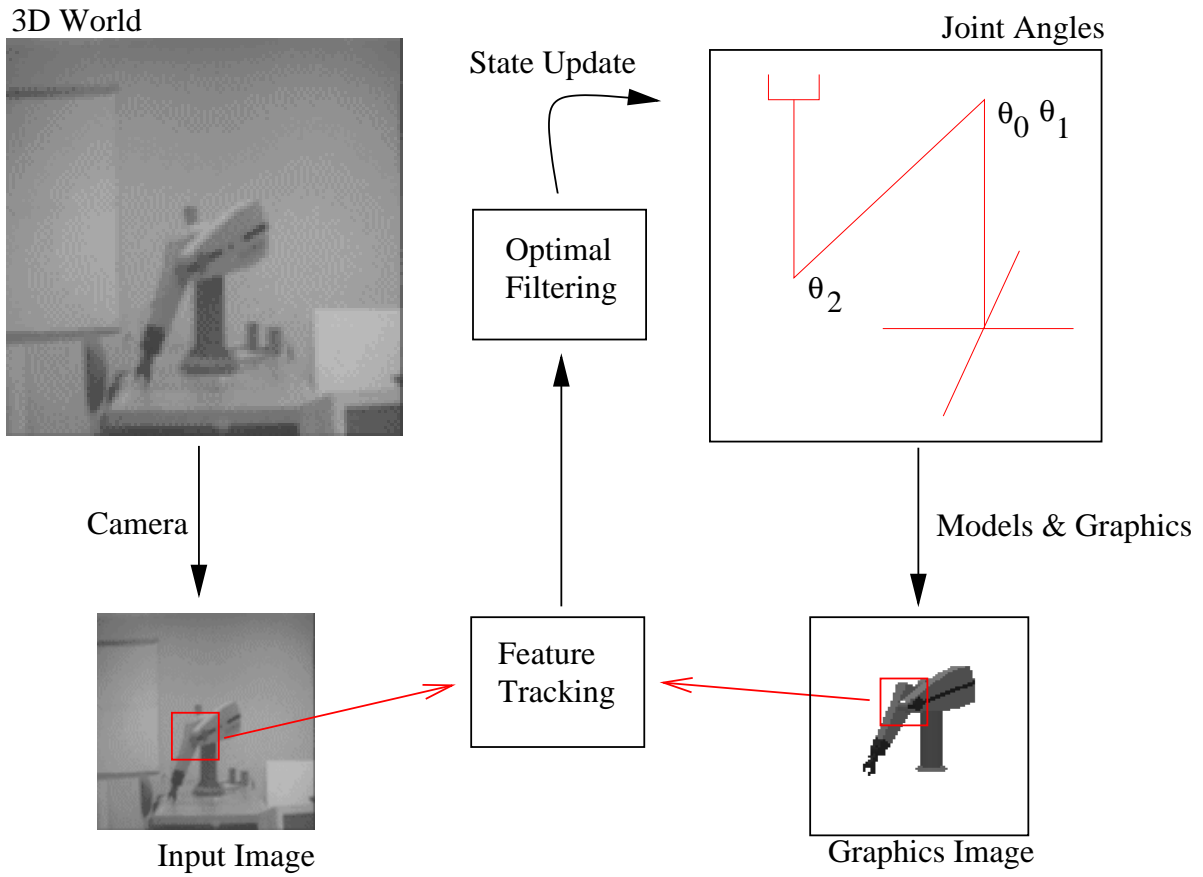 3D World
Joint Angles
State Update
θ0 θ1
Optimal
Filtering
θ2
Camera
Models & Graphics
Feature
Tracking
Input Image
Graphics Image